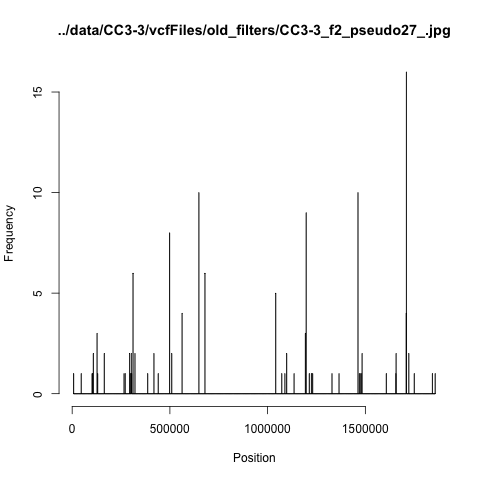 ../data/CC3-3/vcfFiles/old_filters/CC3-3_f2_pseudo27_.jpg
15
10
5
0
Frequency
0
500000
1000000
1500000
Position